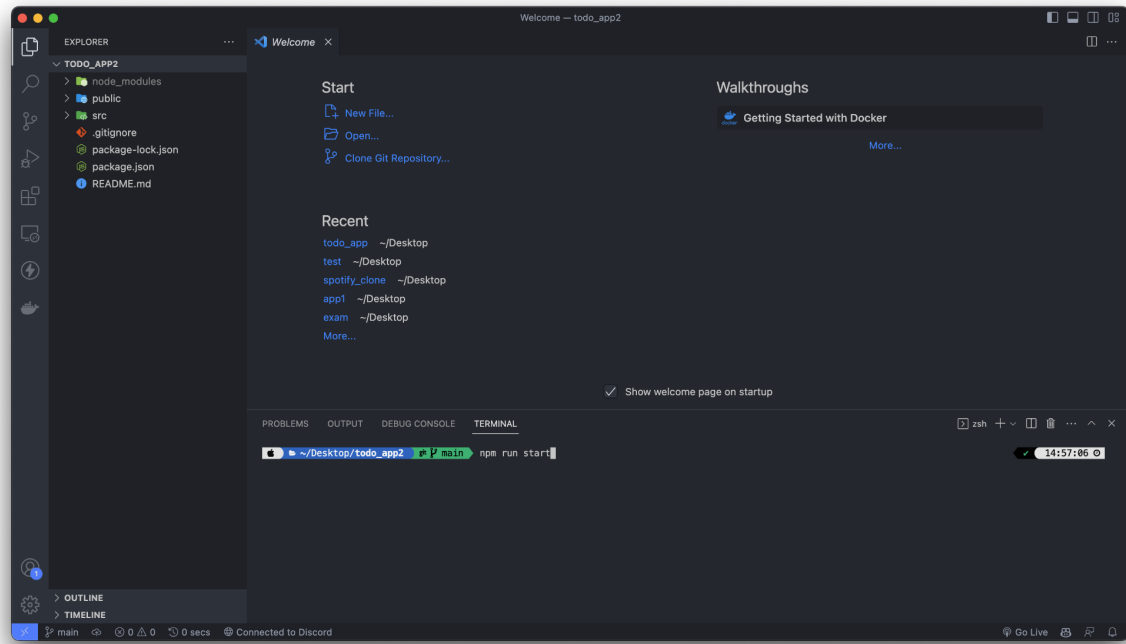 Welcome — todo_app2
EXPLORER
Welcome
TODO_APP2
node_modules
public
src
.gitignore
package-lock.json
package.json
README.md
Start
New File...
Open...
Clone Git Repository...
Recent
todo_app ~/Desktop
test ~/Desktop
spotify_clone ~/Desktop
app1 ~/Desktop
exam ~/Desktop
More...
Walkthroughs
docker
Getting Started with Docker
More...
Show welcome page on startup
PROBLEMS OUTPUT DEBUG CONSOLE TERMINAL
zsh
~/Desktop/todo_app2 main npm run start
14:57:06
1
OUTLINE
TIMELINE
main 0 0 0 secs Connected to Discord
Go Live